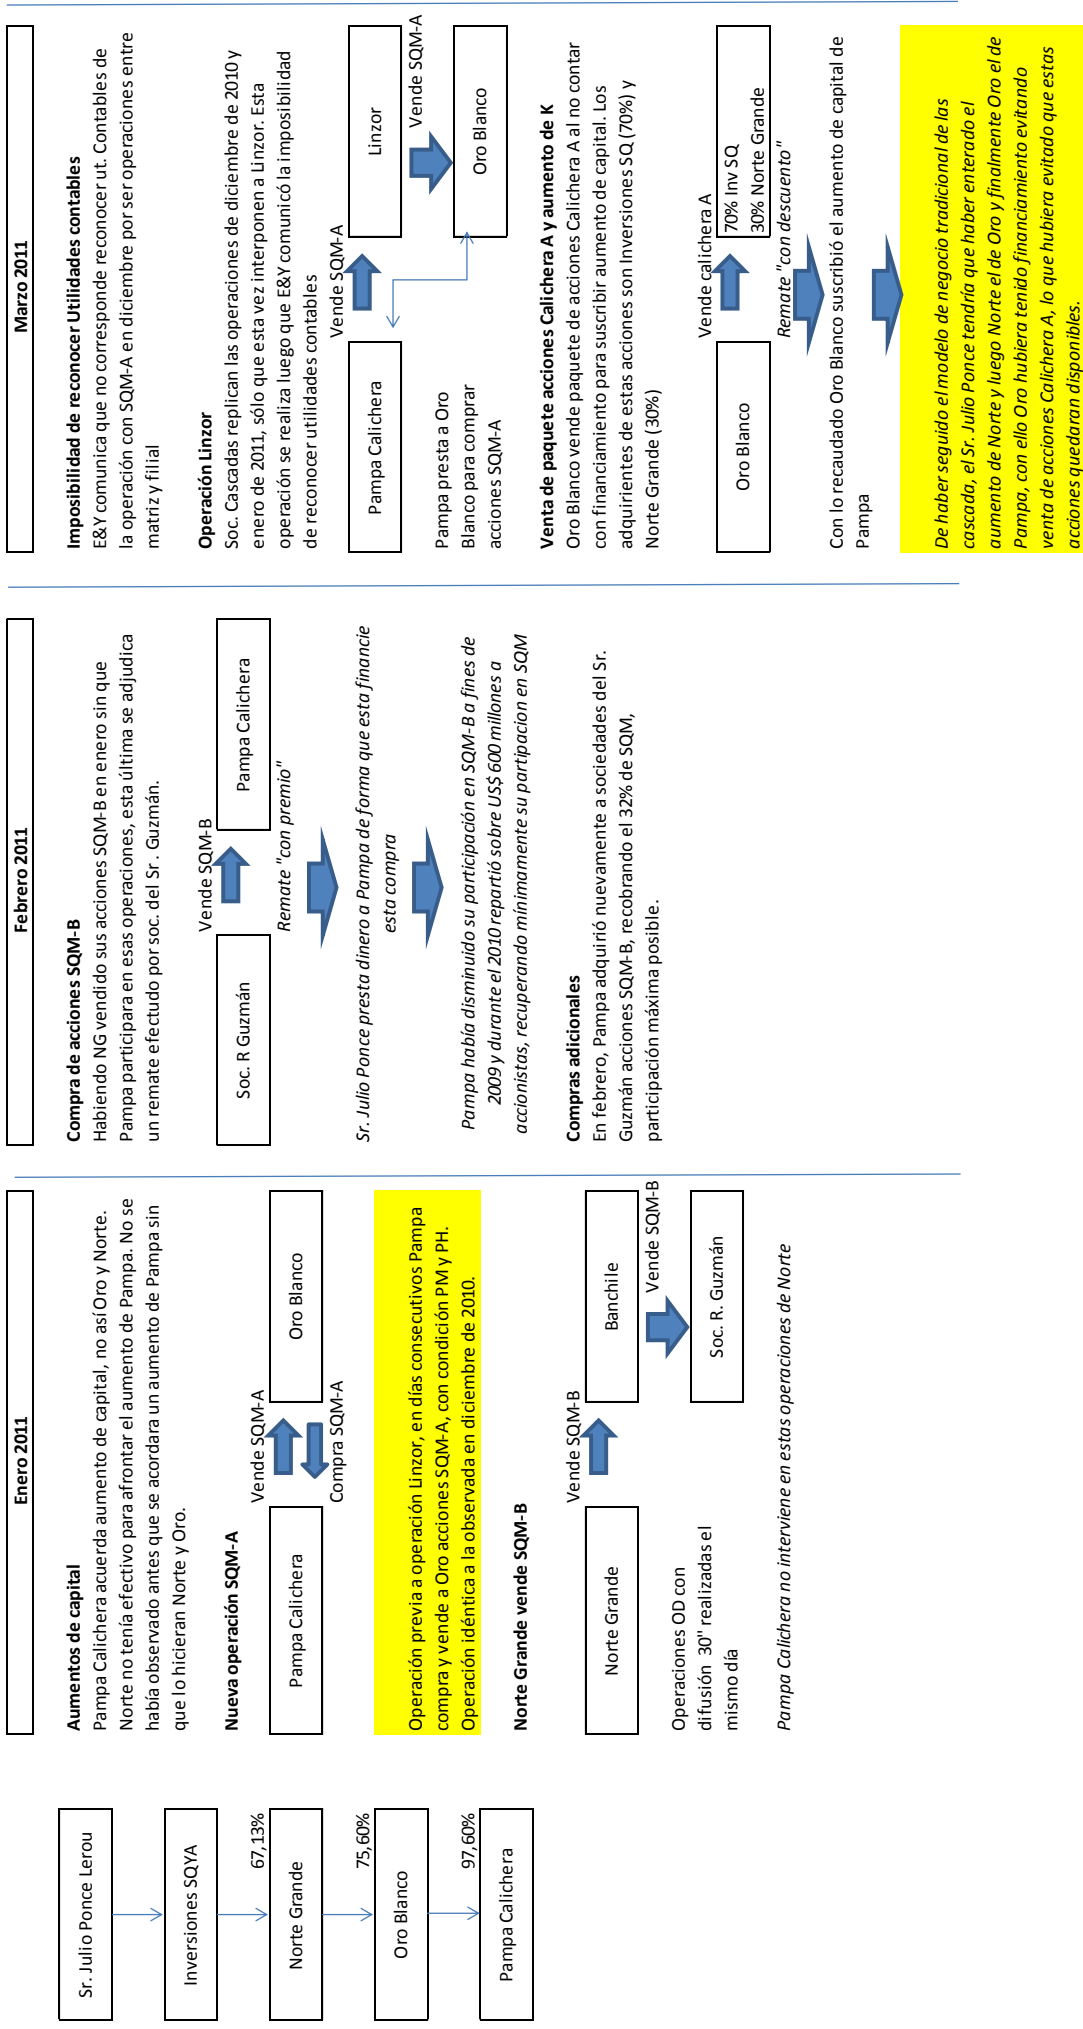 Sr. Julio Ponce Lerou
Inversiones SQYA
67,13%
Norte Grande
75,60%
Oro Blanco
97,60%
Pampa Calichera
Enero 2011
Aumentos de capital
Pampa Calichera acuerda aumento de capital, no así Oro y Norte.
Norte no tenía efectivo para afrontar el aumento de Pampa. No se
había observado antes que se acordara un aumento de Pampa sin
que lo hicieran Norte y Oro.
Nueva operación SQM-A
Vende SQM-A
Pampa Calichera
Oro Blanco
Compra SQM-A
Operación previa a operación Linzor, en días consecutivos Pampa
compra y vende a Oro acciones SQM-A, con condición PM y PH.
Operación idéntica a la observada en diciembre de 2010.
Norte Grande vende SQM-B
Vende SQM-B
Norte Grande
Banchile
Vende SQM-B
Operaciones OD con
difusión 30" realizadas el
mismo día
Soc. R. Guzmán
Pampa Calichera no interviene en estas operaciones de Norte
Febrero 2011
Compra de acciones SQM-B
Habiendo NG vendido sus acciones SQM-B en enero sin que
Pampa participara en esas operaciones, esta última se adjudica
un remate efectudo por soc. del Sr . Guzmán.
Vende SQM-B
Soc. R Guzmán
Pampa Calichera
Remate "con premio"
Sr. Julio Ponce presta dinero a Pampa de forma que esta financie
esta compra
Pampa había disminuido su participación en SQM-B a fines de
2009 y durante el 2010 repartió sobre US$ 600 millones a
accionistas, recuperando mínimamente su partipacion en SQM
Compras adicionales
En febrero, Pampa adquirió nuevamente a sociedades del Sr.
Guzmán acciones SQM-B, recobrando el 32% de SQM,
participación máxima posible.
Marzo 2011
Imposibilidad de reconocer Utilidades contables
E&Y comunica que no corresponde reconocer ut. Contables de
la operación con SQM-A en diciembre por ser operaciones entre
matriz y filial
Operación Linzor
Soc. Cascadas replican las operaciones de diciembre de 2010 y
enero de 2011, sólo que esta vez interponen a Linzor. Esta
operación se realiza luego que E&Y comunicó la imposibilidad
de reconocer utilidades contables
Vende SQM-A
Pampa Calichera
Linzor
Vende SQM-A
Pampa presta a Oro
Blanco para comprar
acciones SQM-A
Oro Blanco
Venta de paquete acciones Calichera A y aumento de K
Oro Blanco vende paquete de acciones Calichera A al no contar
con financiamiento para suscribir aumento de capital. Los
adquirientes de estas acciones son Inversiones SQ (70%) y
Norte Grande (30%)
Vende calichera A
Oro Blanco
70% Inv SQ
30% Norte Grande
Remate "con descuento"
Con lo recaudado Oro Blanco suscribió el aumento de capital de
Pampa
De haber seguido el modelo de negocio tradicional de las
cascada, el Sr. Julio Ponce tendría que haber enterado el
aumento de Norte y luego Norte el de Oro y finalmente Oro el de
Pampa, con ello Oro hubiera tenido financiamiento evitando
venta de acciones Calichera A, lo que hubiera evitado que estas
acciones quedaran disponibles.